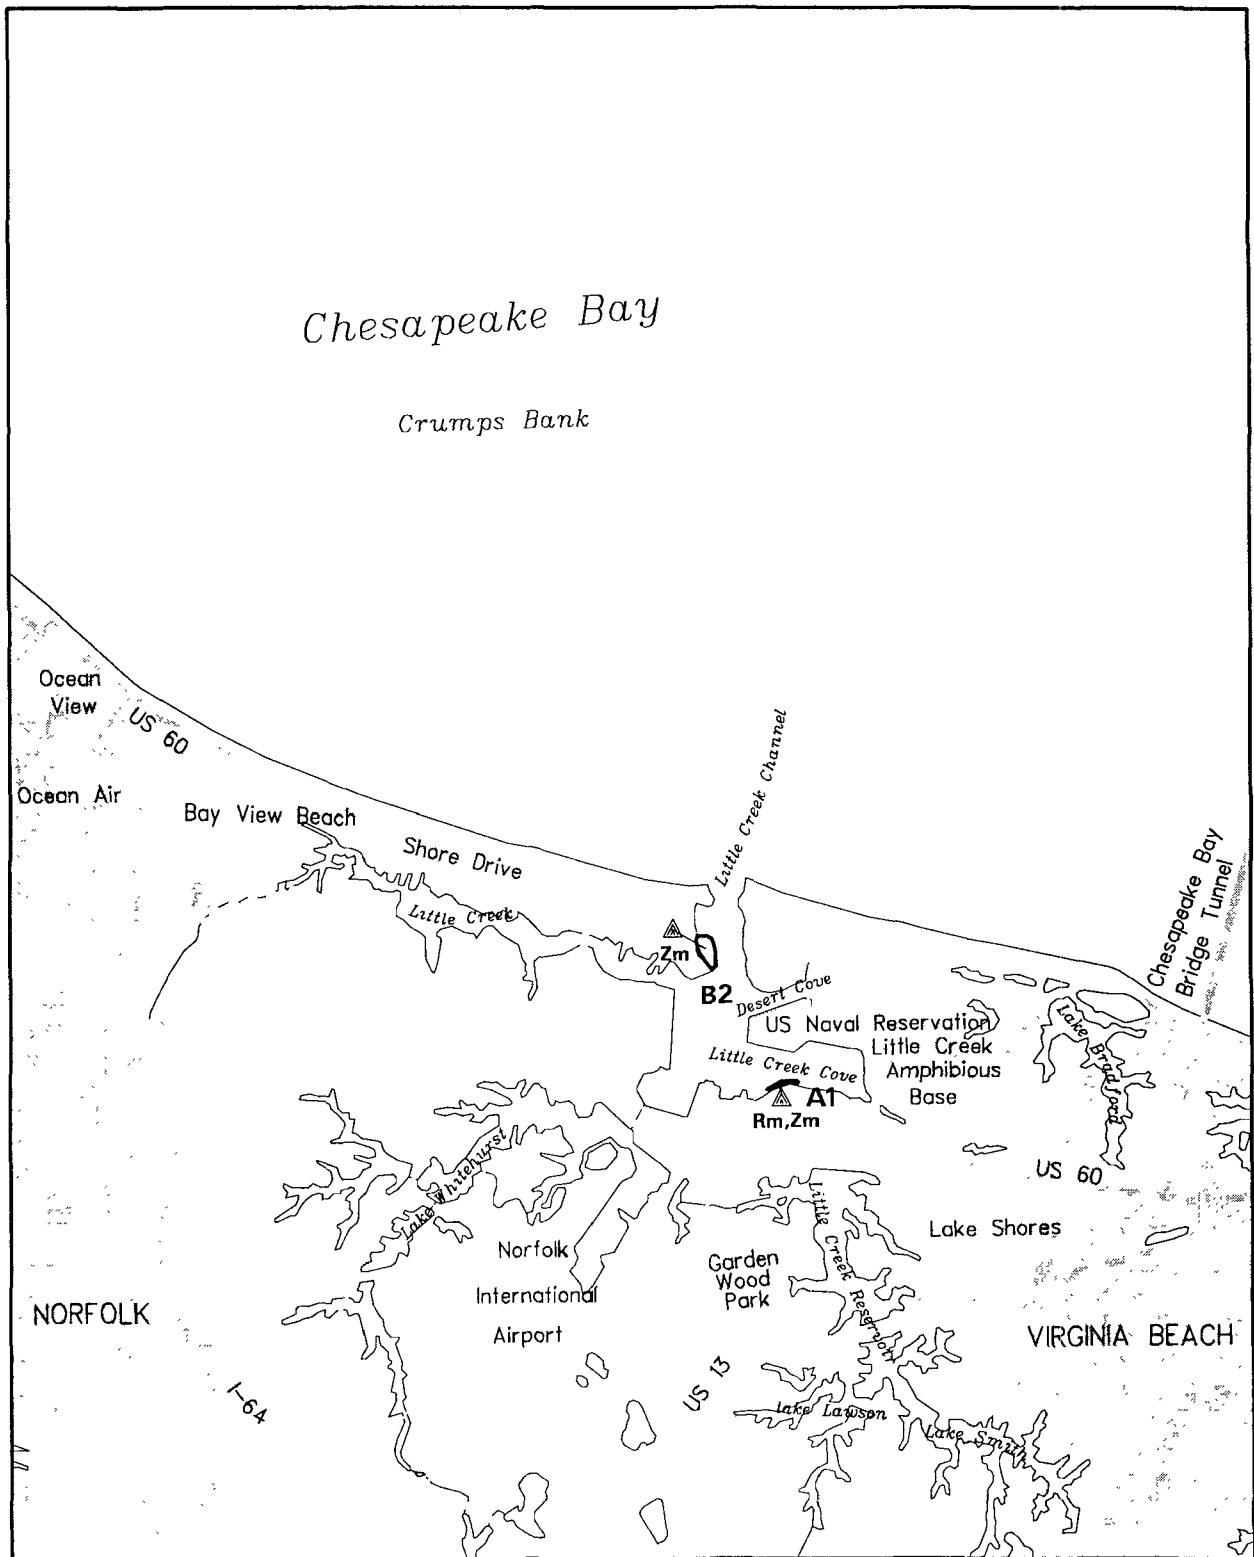 Chesapeake Bay
Crumps Bank
Ocean
View
US 60
Ocean Air
Bay View Beach
Shore Drive
Little Creek Channel
Little Creek
Zm
B2
Desert Cove
Chesapeake Bay
Bridge Tunnel
US Naval Reservation
Little Creek
Amphibious
Base
Little Creek Cove
A1
Rm,Zm
Lake Bradford
US 60
Lake Whitehurst
Little Creek Reservoir
Lake Shores
Norfolk
International
Airport
Garden
Wood
Park
NORFOLK
VIRGINIA BEACH
I-64
US 13
Lake Lawson
Lake Smith